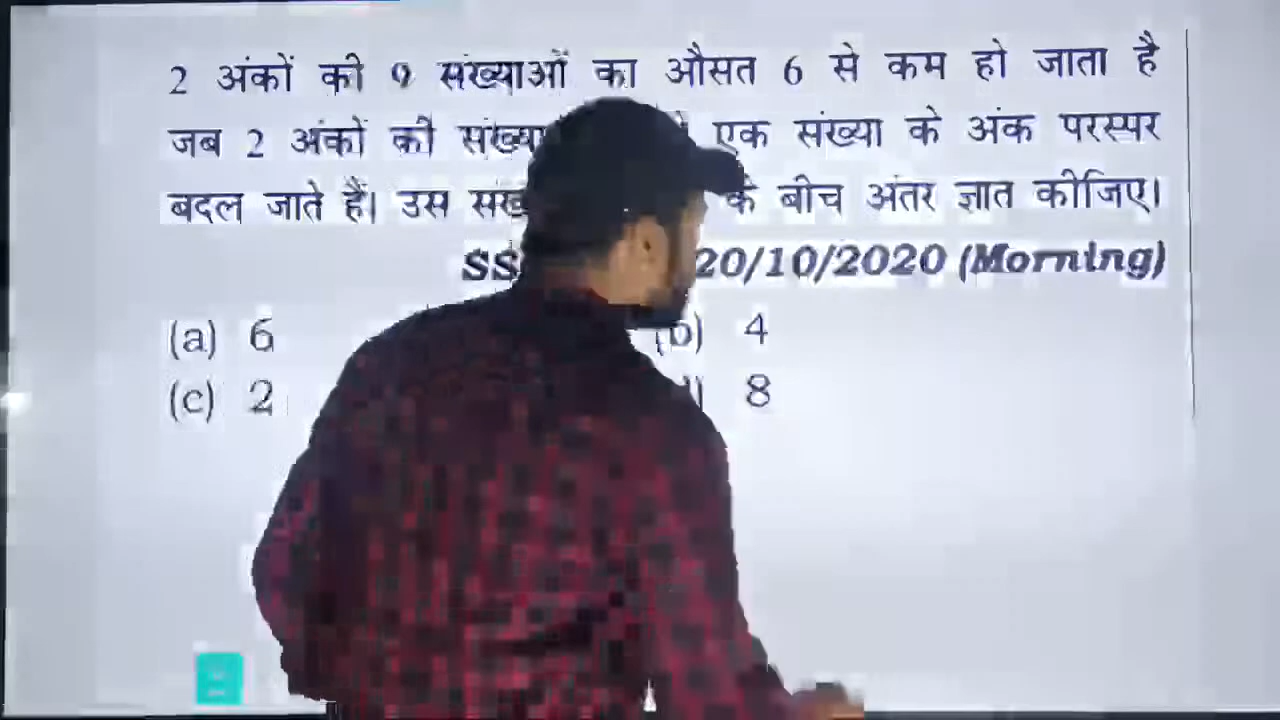 2 अंकों की 9 संख्याओं का औसत 6 से कम हो जाता है
जब 2 अंकों की एक संख्या के अंक परस्पर
बदल जाते हैं। उस के बीच अंतर ज्ञात कीजिए।
20/10/2020 (Morning)
(a) 6 (b) 4
(c) 2 8